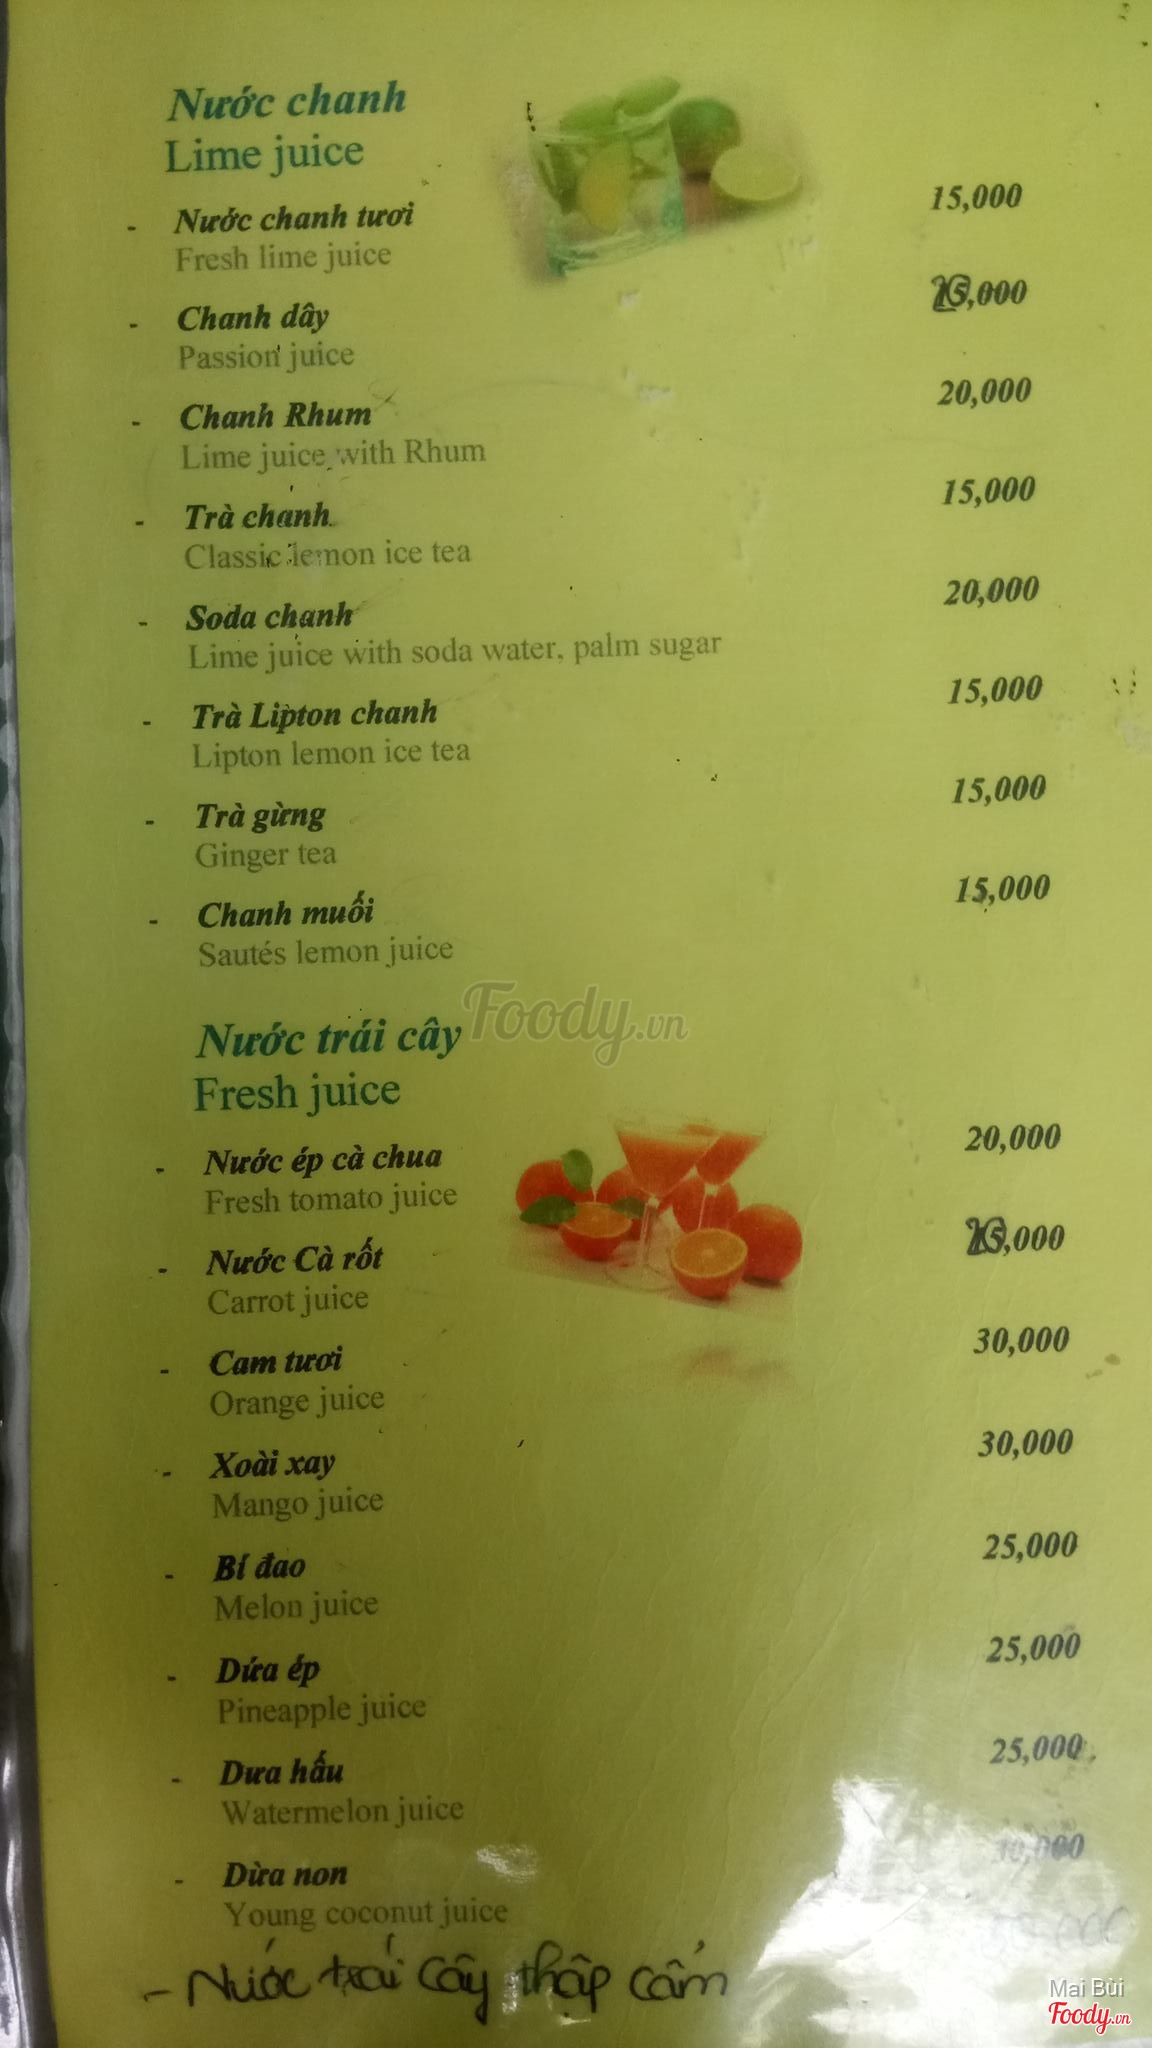 Nước chanh
Lime juice
- Nước chanh tươi 15,000
Fresh lime juice
- Chanh dây ,000
Passion juice
- Chanh Rhum 20,000
Lime juice with Rhum
- Trà chanh 15,000
Classic lemon ice tea
- Soda chanh 20,000
Lime juice with soda water, palm sugar
- Trà Lipton chanh 15,000
Lipton lemon ice tea
- Trà gừng 15,000
Ginger tea
- Chanh muối 15,000
Sautés lemon juice
Foody.vn
Nước trái cây
Fresh juice
- Nước ép cà chua 20,000
Fresh tomato juice
- Nước Cà rốt ,000
Carrot juice
- Cam tươi 30,000
Orange juice
- Xoài xay 30,000
Mango juice
- Bí đao 25,000
Melon juice
- Dứa ép 25,000
Pineapple juice
- Dưa hấu 25,000
Watermelon juice
- Dừa non
Young coconut juice
- Nước trái cây thập cẩm
Mai Bùi
Foody.vn